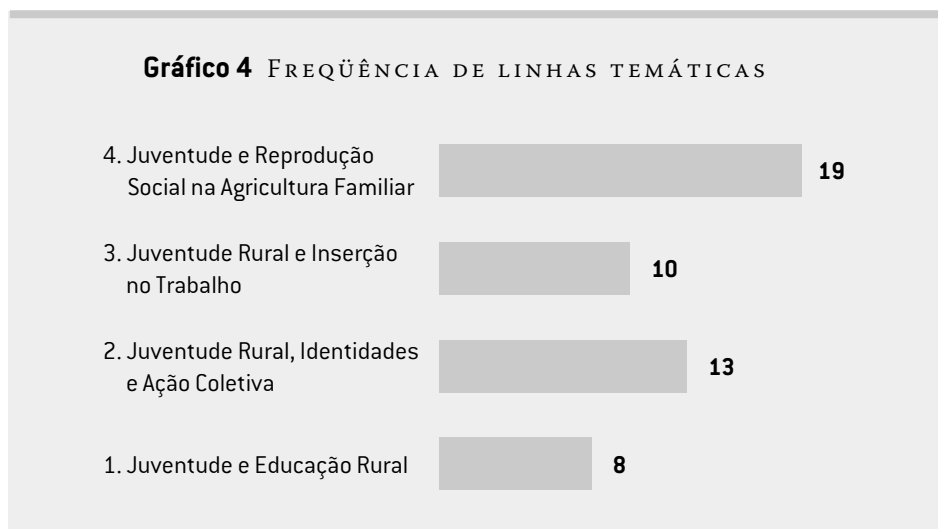 Gráfico 4 FREQÜÊNCIA DE LINHAS TEMÁTICAS
4. Juventude e Reprodução
Social na Agricultura Familiar
19
3. Juventude Rural e Inserção
no Trabalho
10
2. Juventude Rural, Identidades
e Ação Coletiva
13
1. Juventude e Educação Rural
8